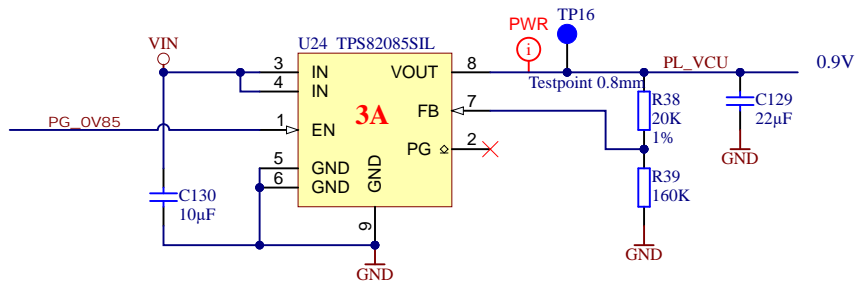 TP16
PWR
i
VIN
U24 TPS82085SIL
3 IN VOUT 8 PL_VCU 0.9V
4 IN
Testpoint 0.8mm
3A
FB 7
R38
20K
1%
C129
22µF
PG_0V85 1 EN
PG 2
GND
5 GND
6 GND
GND
9
C130
10µF
R39
160K
GND
GND